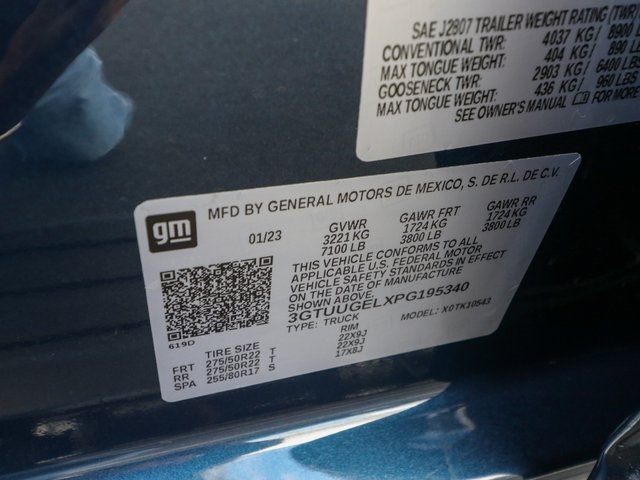 SAE J2807 TRAILER WEIGHT RATING (TWR)
CONVENTIONAL TWR: 4037 KG/ 8900
MAX TONGUE WEIGHT: 404 KG/ 890 LB
GOOSENECK TWR: 2903 KG/ 6400 LBS
MAX TONGUE WEIGHT: 436 KG/ 960 LBS
SEE OWNER'S MANUAL FOR MORE
gm
MFD BY GENERAL MOTORS DE MEXICO, S. DE R.L. DE C.V.
01/23 GVWR GAWR FRT GAWR RR
3221 KG 1724 KG 1724 KG
7100 LB 3800 LB 3800 LB
THIS VEHICLE CONFORMS TO ALL
APPLICABLE U.S. FEDERAL MOTOR
VEHICLE SAFETY STANDARDS IN EFFECT
ON THE DATE OF MANUFACTURE
SHOWN ABOVE.
3GTUUGELXPG195340
TYPE: TRUCK MODEL: X0TK10543
619D
TIRE SIZE RIM
FRT 275/50R22 T 22X9J
RR 275/50R22 T 22X9J
SPA 255/80R17 S 17X8J